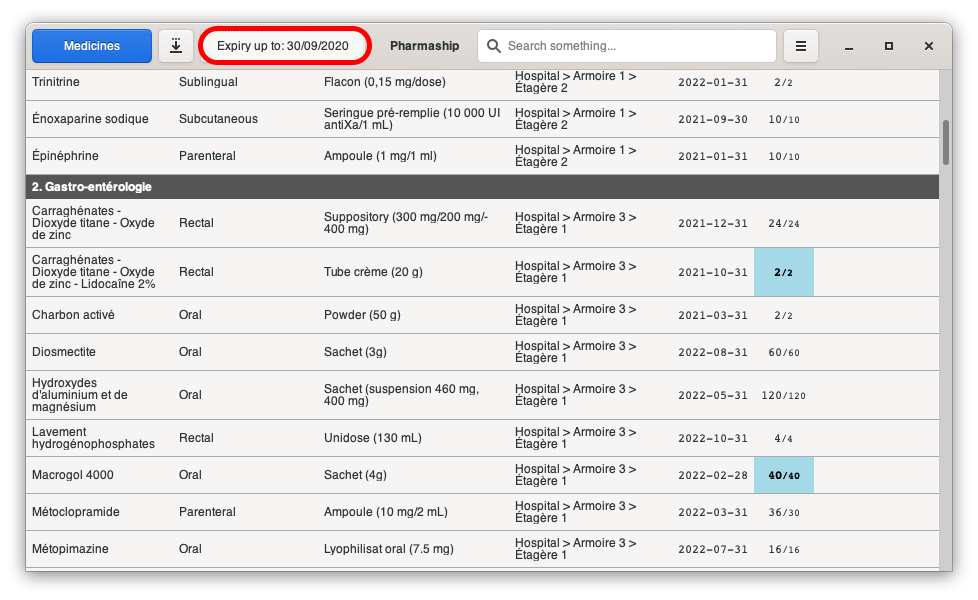 Medicines
Expiry up to: 30/09/2020
Pharmaship
Search something...
Trinitrine Sublingual Flacon (0,15 mg/dose) Hospital > Armoire 1 > 2022-01-31 2/2
Étagère 2
Énoxaparine sodique Subcutaneous Seringue pré-remplie (10 000 UI Hospital > Armoire 1 > 2021-09-30 10/10
antiXa/1 mL) Étagère 2
Épinéphrine Parenteral Ampoule (1 mg/1 ml) Hospital > Armoire 1 > 2021-01-31 10/10
Étagère 2
2. Gastro-entérologie
Carraghénates -
Dioxyde titane - Oxyde Rectal Suppository (300 mg/200 mg/- Hospital > Armoire 3 > 2021-12-31 24/24
de zinc 400 mg) Étagère 1
Carraghénates -
Dioxyde titane - Oxyde Rectal Tube crème (20 g) Hospital > Armoire 3 > 2021-10-31 2/2
de zinc - Lidocaïne 2% Étagère 1
Charbon activé Oral Powder (50 g) Hospital > Armoire 3 > 2021-03-31 2/2
Étagère 1
Diosmectite Oral Sachet (3g) Hospital > Armoire 3 > 2022-08-31 60/60
Étagère 1
Hydroxydes
d'aluminium et de Oral Sachet (suspension 460 mg, Hospital > Armoire 3 > 2022-05-31 120/120
magnésium 400 mg) Étagère 1
Lavement Rectal Unidose (130 mL) Hospital > Armoire 3 > 2022-10-31 4/4
hydrogénophosphates Étagère 1
Macrogol 4000 Oral Sachet (4g) Hospital > Armoire 3 > 2022-02-28 40/40
Étagère 1
Métoclopramide Parenteral Ampoule (10 mg/2 mL) Hospital > Armoire 3 > 2022-03-31 36/30
Étagère 1
Métopimazine Oral Lyophilisat oral (7.5 mg) Hospital > Armoire 3 > 2022-07-31 16/16
Étagère 1